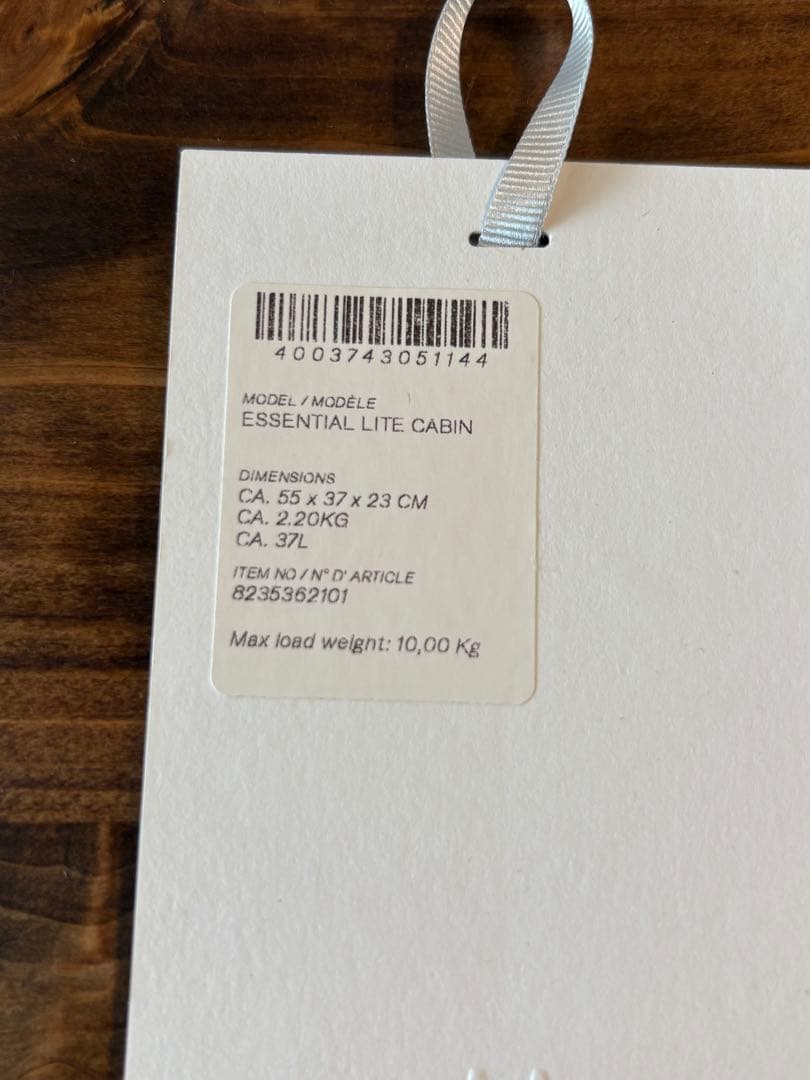 4003743051144
MODEL / MODÈLE
ESSENTIAL LITE CABIN
DIMENSIONS
CA. 55 x 37 x 23 CM
CA. 2.20KG
CA. 37L
ITEM NO / N° D' ARTICLE
8235362101
Max load weight: 10,00 Kg